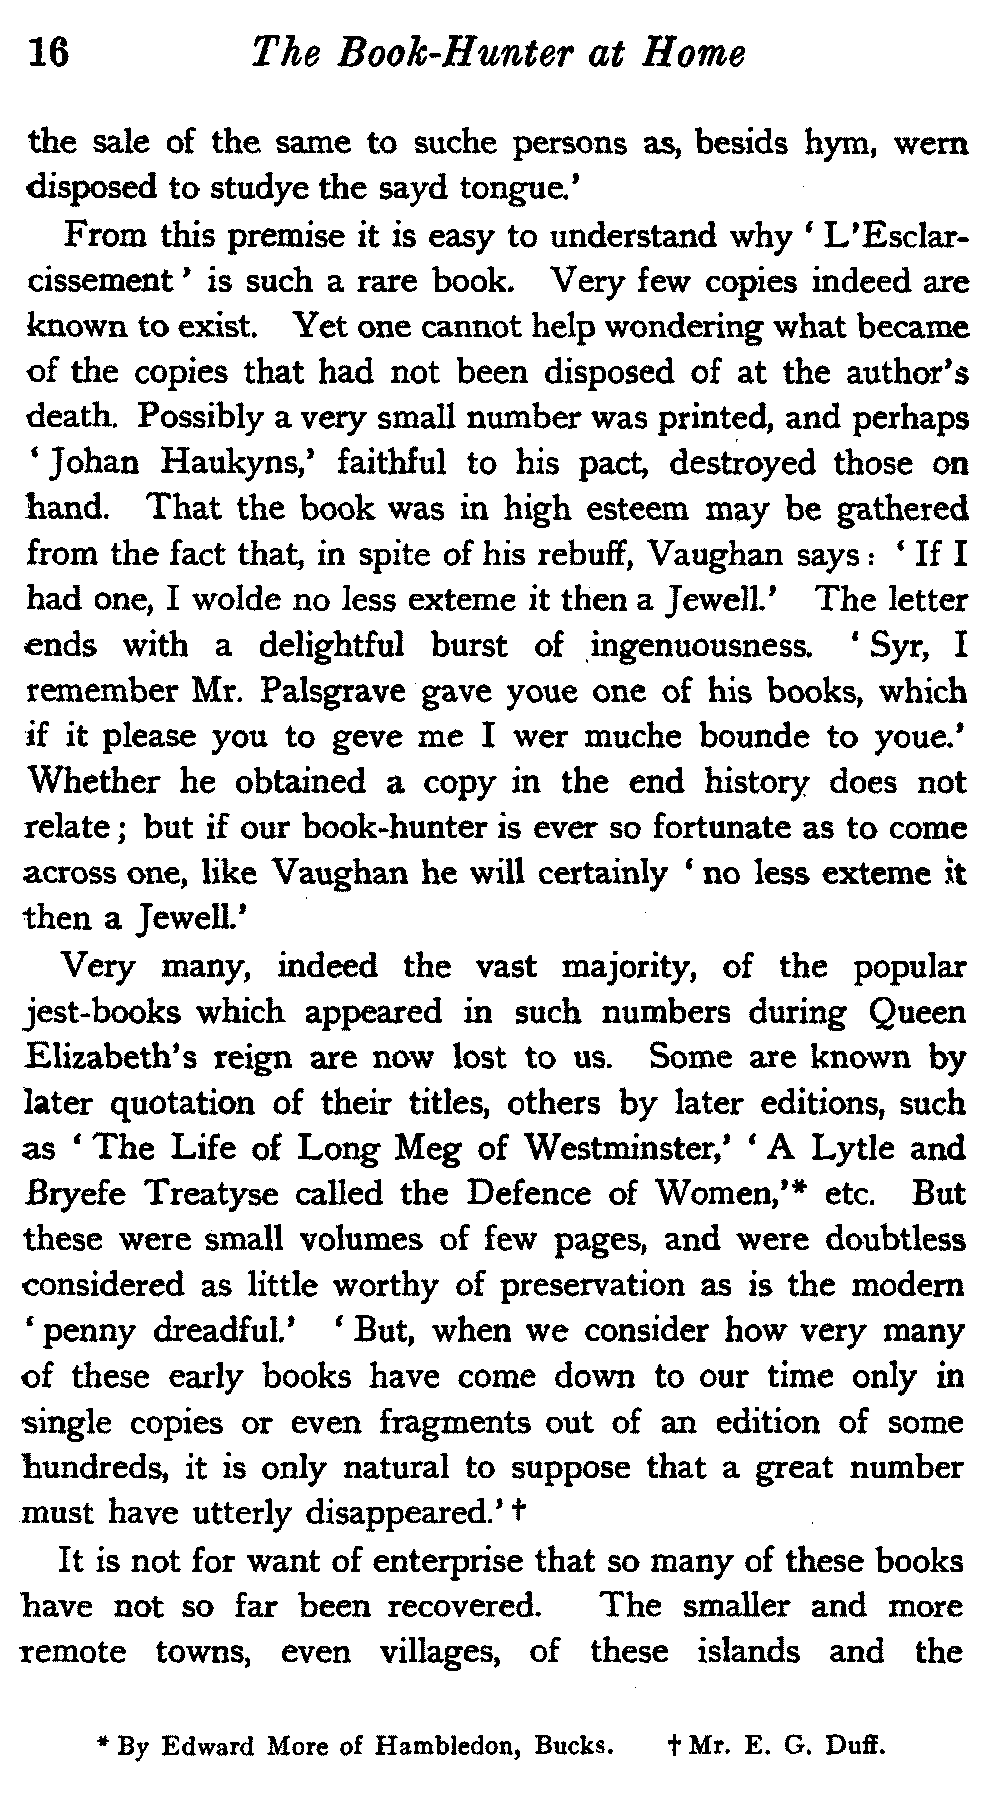 16 The Book-Hunter at Home
the sale of the same to suche persons as, besids hym, wern
disposed to studye the sayd tongue.'
From this premise it is easy to understand why ' L'Esclar-
cissement ' is such a rare book. Very few copies indeed are
known to exist. Yet one cannot help wondering what became
of the copies that had not been disposed of at the author's
death. Possibly a very small number was printed, and perhaps
' Johan Haukyns,' faithful to his pact, destroyed those on
hand. That the book was in high esteem may be gathered
from the fact that, in spite of his rebuff, Vaughan says : ' If I
had one, I wolde no less exteme it then a Jewell.' The letter
ends with a delightful burst of ingenuousness. ' Syr, I
remember Mr. Palsgrave gave youe one of his books, which
if it please you to geve me I wer muche bounde to youe.'
Whether he obtained a copy in the end history does not
relate ; but if our book-hunter is ever so fortunate as to come
across one, like Vaughan he will certainly ' no less exteme it
then a Jewell.'
Very many, indeed the vast majority, of the popular
jest-books which appeared in such numbers during Queen
Elizabeth's reign are now lost to us. Some are known by
later quotation of their titles, others by later editions, such
as ' The Life of Long Meg of Westminster,' ' A Lytle and
Bryefe Treatyse called the Defence of Women,'* etc. But
these were small volumes of few pages, and were doubtless
considered as little worthy of preservation as is the modern
' penny dreadful.' ' But, when we consider how very many
of these early books have come down to our time only in
single copies or even fragments out of an edition of some
hundreds, it is only natural to suppose that a great number
must have utterly disappeared.' †
It is not for want of enterprise that so many of these books
have not so far been recovered. The smaller and more
remote towns, even villages, of these islands and the
* By Edward More of Hambledon, Bucks. † Mr. E. G. Duff.